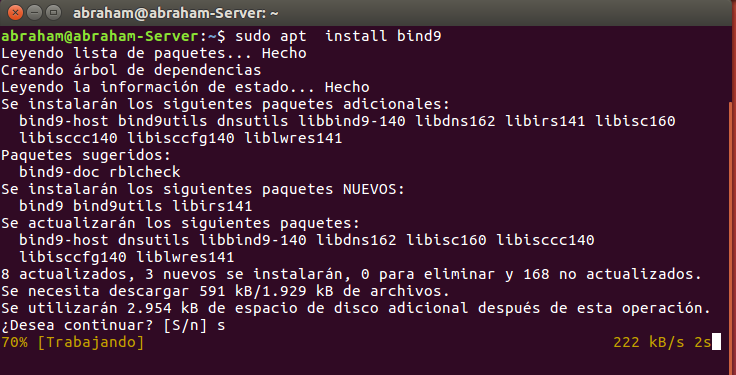 abraham@abraham-Server: ~
abraham@abraham-Server:~$ sudo apt  install bind9
Leyendo lista de paquetes... Hecho
Creando árbol de dependencias
Leyendo la información de estado... Hecho
Se instalarán los siguientes paquetes adicionales:
  bind9-host bind9utils dnsutils libbind9-140 libdns162 libirs141 libisc160
  libisccc140 libisccfg140 liblwres141
Paquetes sugeridos:
  bind9-doc rblcheck
Se instalarán los siguientes paquetes NUEVOS:
  bind9 bind9utils libirs141
Se actualizarán los siguientes paquetes:
  bind9-host dnsutils libbind9-140 libdns162 libisc160 libisccc140
  libisccfg140 liblwres141
8 actualizados, 3 nuevos se instalarán, 0 para eliminar y 168 no actualizados.
Se necesita descargar 591 kB/1.929 kB de archivos.
Se utilizarán 2.954 kB de espacio de disco adicional después de esta operación.
¿Desea continuar? [S/n] s
70% [Trabajando] 222 kB/s 2s